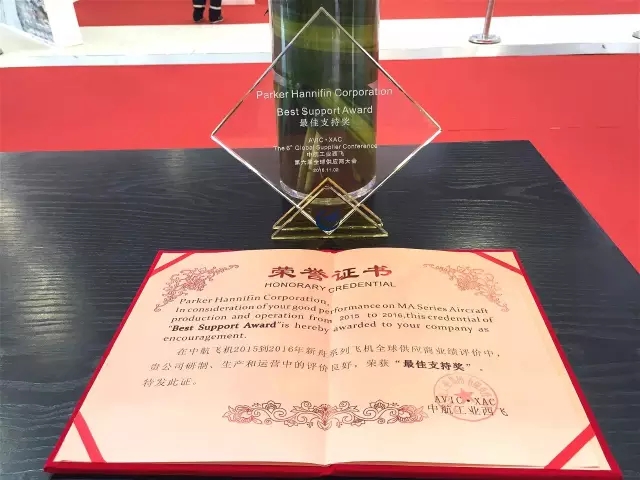 Parker Hannifin Corporation
Best Support Award
最佳支持奖
AVIC·XAC
The 6th Global Supplier Conference
中航工业西飞
第六届全球供应商大会
2016.11.02
荣誉证书
HONORARY CREDENTIAL
Parker Hannifin Corporation,
In consideration of your good performance on MA Series Aircraft
production and operation from 2015 to 2016, this credential of
"Best Support Award" is hereby awarded to your company as
encouragement.
在中航飞机2015到2016年新舟系列飞机全球供应商业绩评价中，
贵公司研制、生产和运营中的评价良好，荣获“最佳支持奖”。
特发此证。
AVIC·XAC
中航工业西飞